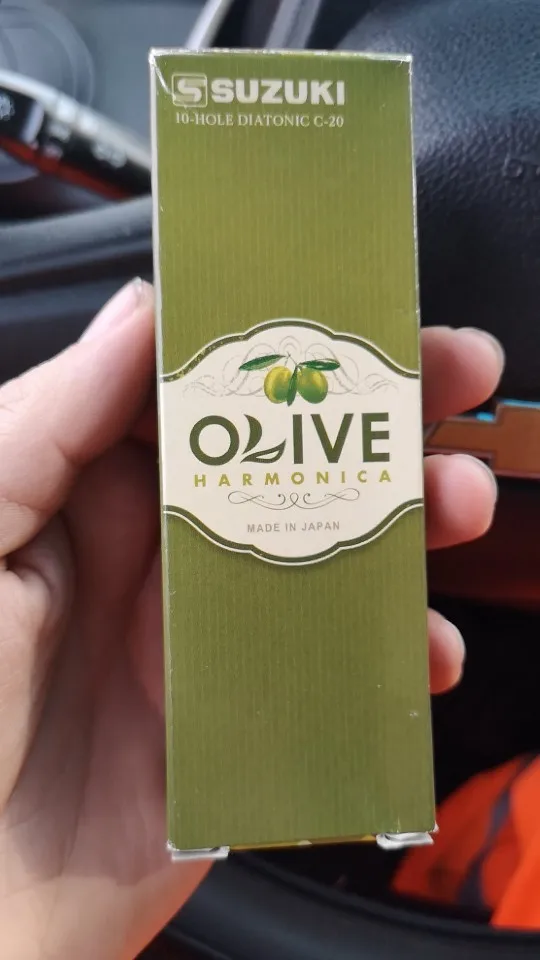 SUZUKI
10-HOLE DIATONIC C-20
OLIVE
HARMONICA
MADE IN JAPAN